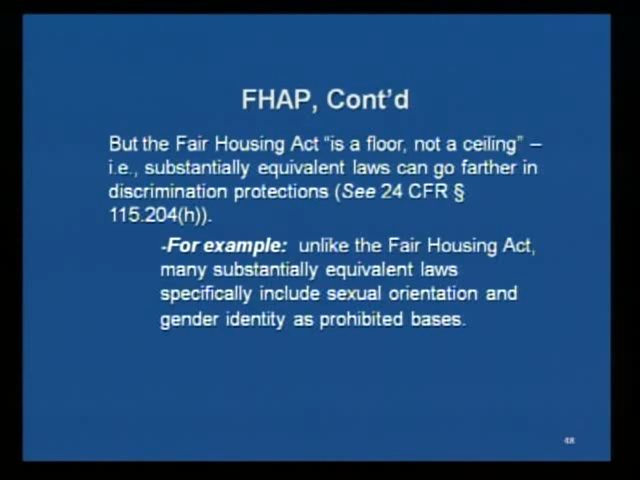 FHAP, Cont’d
But the Fair Housing Act “is a floor, not a ceiling” –
i.e., substantially equivalent laws can go farther in
discrimination protections (See 24 CFR §
115.204(h)).
-For example: unlike the Fair Housing Act,
many substantially equivalent laws
specifically include sexual orientation and
gender identity as prohibited bases.
48